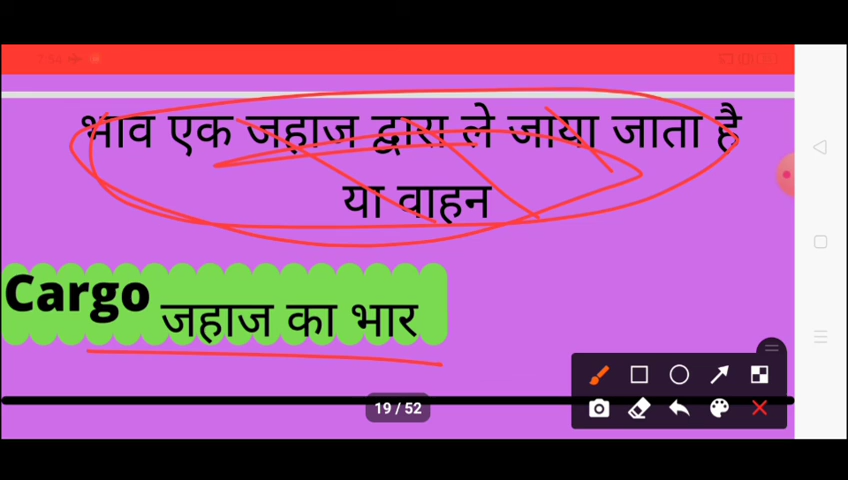 भाव एक जहाज द्वारा ले जाया जाता है
या वाहन
Cargo जहाज का भार
19 / 52